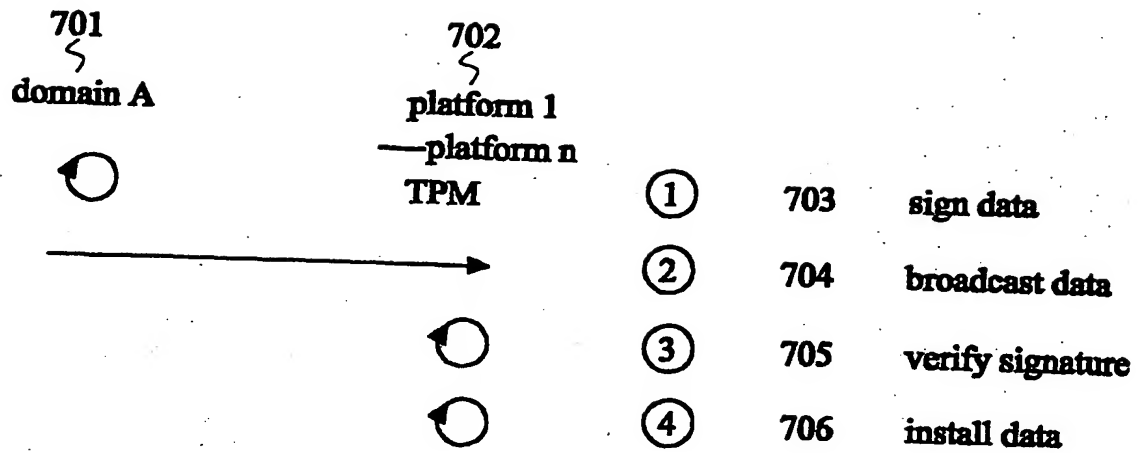 701
702
domain A
platform 1
platform n
TPM
1 703 sign data
2 704 broadcast data
3 705 verify signature
4 706 install data